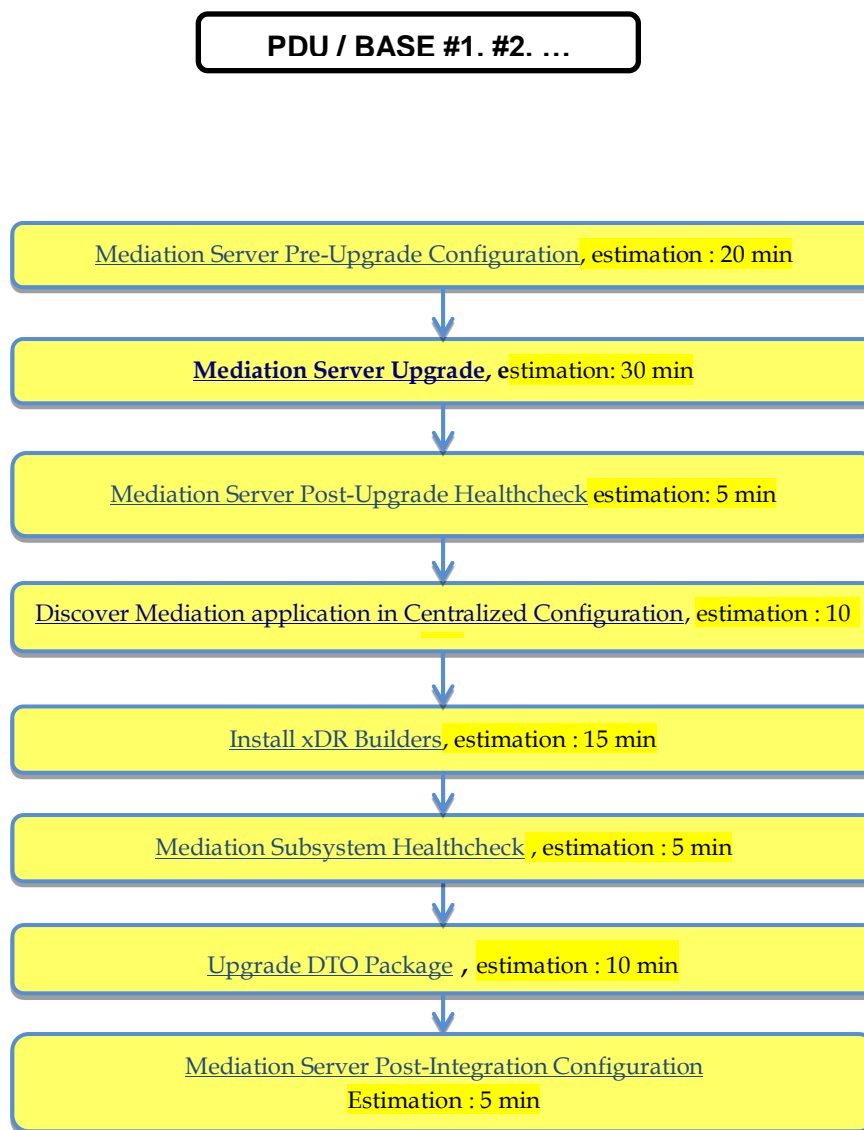 PDU / BASE #1. #2. …
Mediation Server Pre-Upgrade Configuration, estimation : 20 min
Mediation Server Upgrade, estimation: 30 min
Mediation Server Post-Upgrade Healthcheck estimation: 5 min
Discover Mediation application in Centralized Configuration, estimation : 10
Install xDR Builders, estimation : 15 min
Mediation Subsystem Healthcheck , estimation : 5 min
Upgrade DTO Package , estimation : 10 min
Mediation Server Post-Integration Configuration
Estimation : 5 min